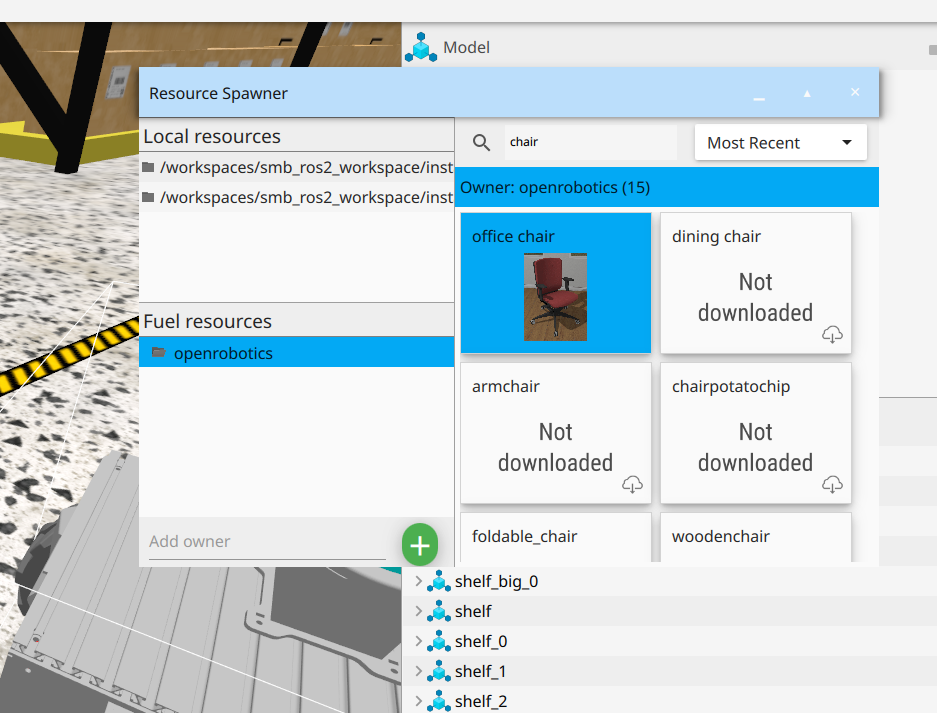 Model
Resource Spawner
Local resources
/workspaces/smb_ros2_workspace/inst
/workspaces/smb_ros2_workspace/inst
Fuel resources
openrobotics
Add owner
chair
Most Recent
Owner: openrobotics (15)
office chair
dining chair
Not
downloaded
armchair
Not
downloaded
chairpotatochip
Not
downloaded
foldable_chair
woodenchair
shelf_big_0
shelf
shelf_0
shelf_1
shelf_2